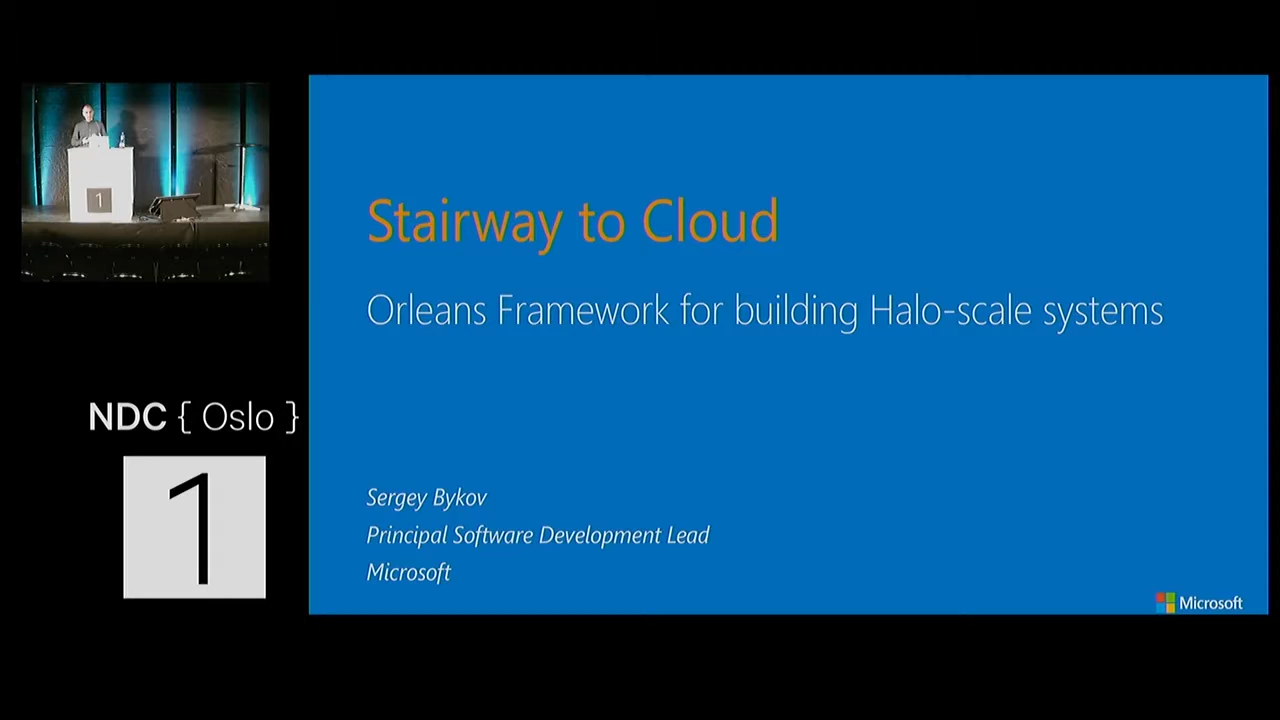 1
NDC { Oslo }
1
Stairway to Cloud
Orleans Framework for building Halo-scale systems
Sergey Bykov
Principal Software Development Lead
Microsoft
Microsoft